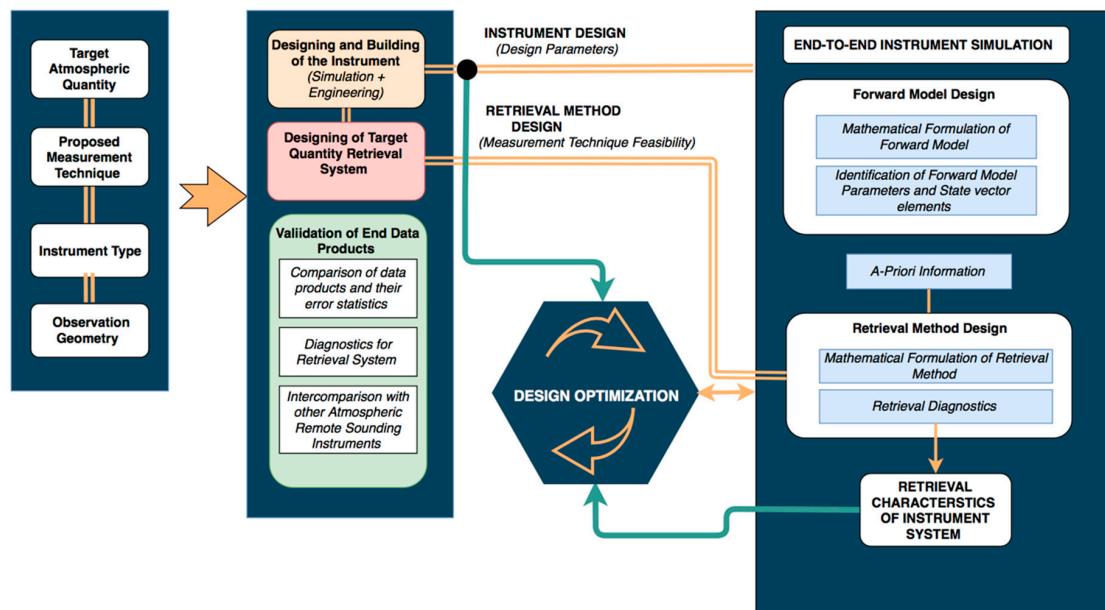 Target
Atmospheric
Quantity
Proposed
Measurement
Technique
Instrument Type
Observation
Geometry
Designing and Building
of the Instrument
(Simulation +
Engineering)
Designing of Target
Quantity Retrieval
System
Valiidation of End Data
Products
Comparison of data
products and their
error statistics
Diagnostics for
Retrieval System
Intercomparison with
other Atmospheric
Remote Sounding
Instruments
INSTRUMENT DESIGN
(Design Parameters)
RETRIEVAL METHOD
DESIGN
(Measurement Technique Feasibility)
DESIGN OPTIMIZATION
END-TO-END INSTRUMENT SIMULATION
Forward Model Design
Mathematical Formulation of
Forward Model
Identification of Forward Model
Parameters and State vector
elements
A-Priori Information
Retrieval Method Design
Mathematical Formulation of Retrieval
Method
Retrieval Diagnostics
RETRIEVAL
CHARACTERSTCS
OF INSTRUMENT
SYSTEM